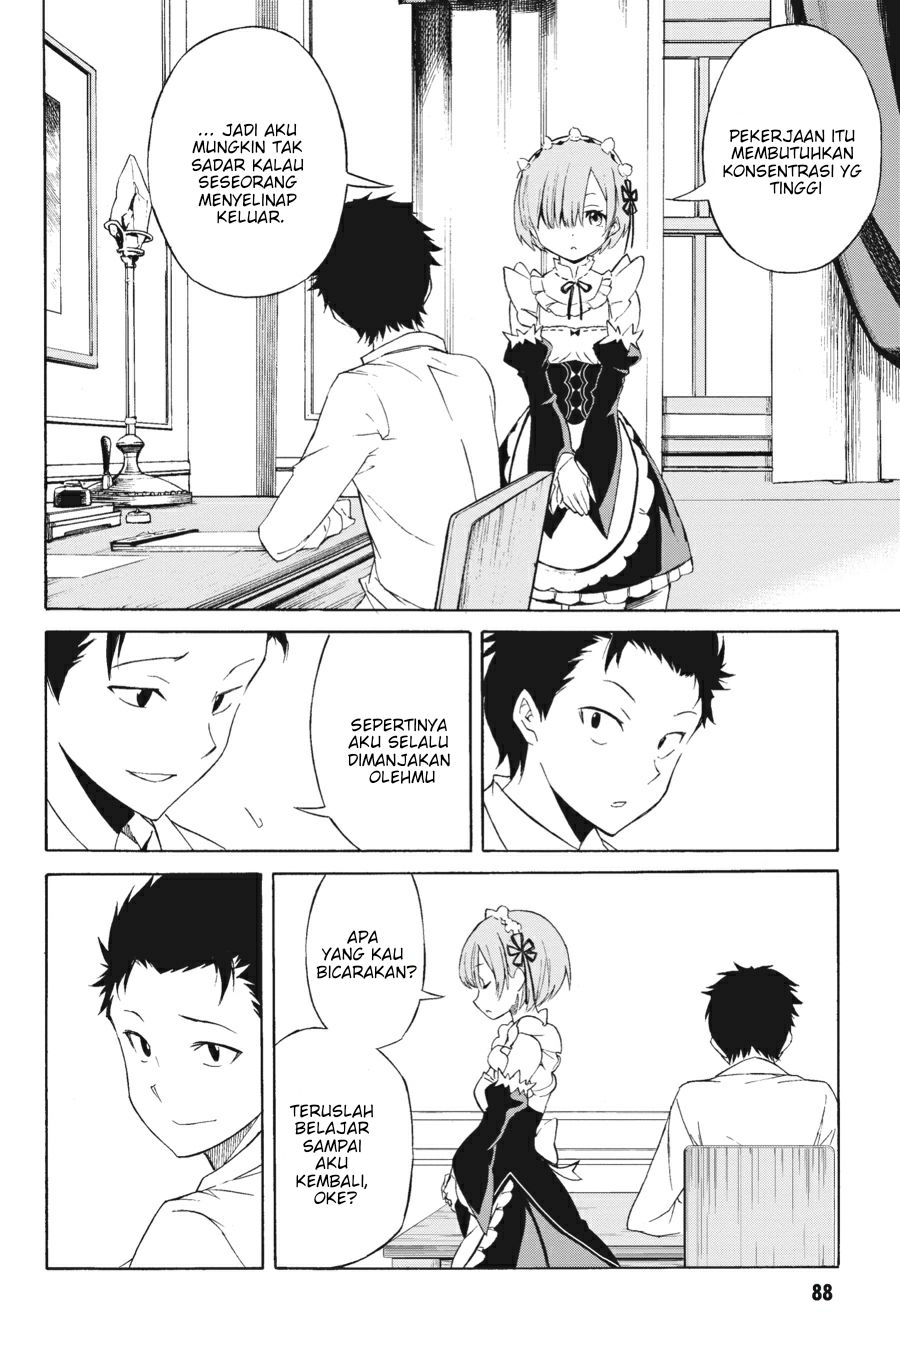 PEKERJAAN ITU
MEMBUTUHKAN
KONSENTRASI YG
TINGGI
... JADI AKU
MUNGKIN TAK
SADAR KALAU
SESEORANG
MENYELINAP
KELUAR.
SEPERTINYA
AKU SELALU
DIMANJAKAN
OLEHMU
APA
YANG KAU
BICARAKAN?
TERUSLAH
BELAJAR
SAMPAI
AKU
KEMBALI,
OKE?
88